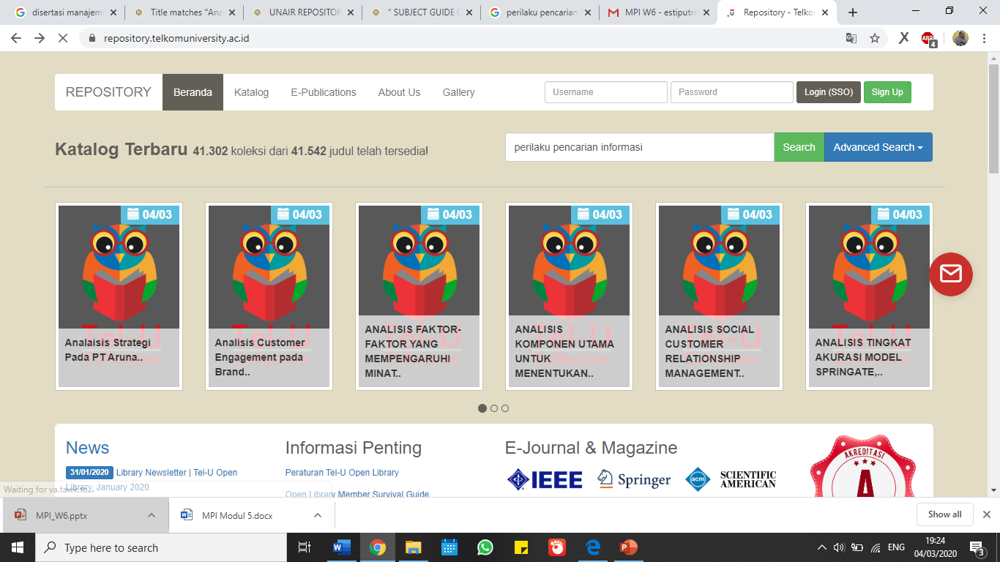 disertasi manajem
Title matches "Ana
UNAIR REPOSITOR
" SUBJECT GUIDE
perilaku pencarian
MPI W6 - estiputri
Repository - Telko
repository.telkomuniversity.ac.id
ABP
4
REPOSITORY Beranda Katalog E-Publications About Us Gallery Username Password Login (SSO) Sign Up
Katalog Terbaru 41.302 koleksi dari 41.542 judul telah tersedia!
perilaku pencarian informasi Search Advanced Search
04/03
Analaisis Strategi
Pada PT Aruna..
04/03
Analisis Customer
Engagement pada
Brand..
04/03
ANALISIS FAKTOR-
FAKTOR YANG
MEMPENGARUHI
MINAT..
04/03
ANALISIS
KOMPONEN UTAMA
UNTUK
MENENTUKAN..
04/03
ANALISIS SOCIAL
CUSTOMER
RELATIONSHIP
MANAGEMENT..
04/03
ANALISIS TINGKAT
AKURASI MODEL
SPRINGATE,..
News
31/01/2020 Library Newsletter | Tel-U Open
Library, January 2020
Informasi Penting
Peraturan Tel-U Open Library
Open Library Member Survival Guide
E-Journal & Magazine
IEEE
Springer
acm
SCIENTIFIC
AMERICAN
AKREDITASI
A
Waiting for va.tawk.to...
MPI_W6.pptx
MPI Modul 5.docx
Show all
Type here to search
ENG
19:24
04/03/2020
3